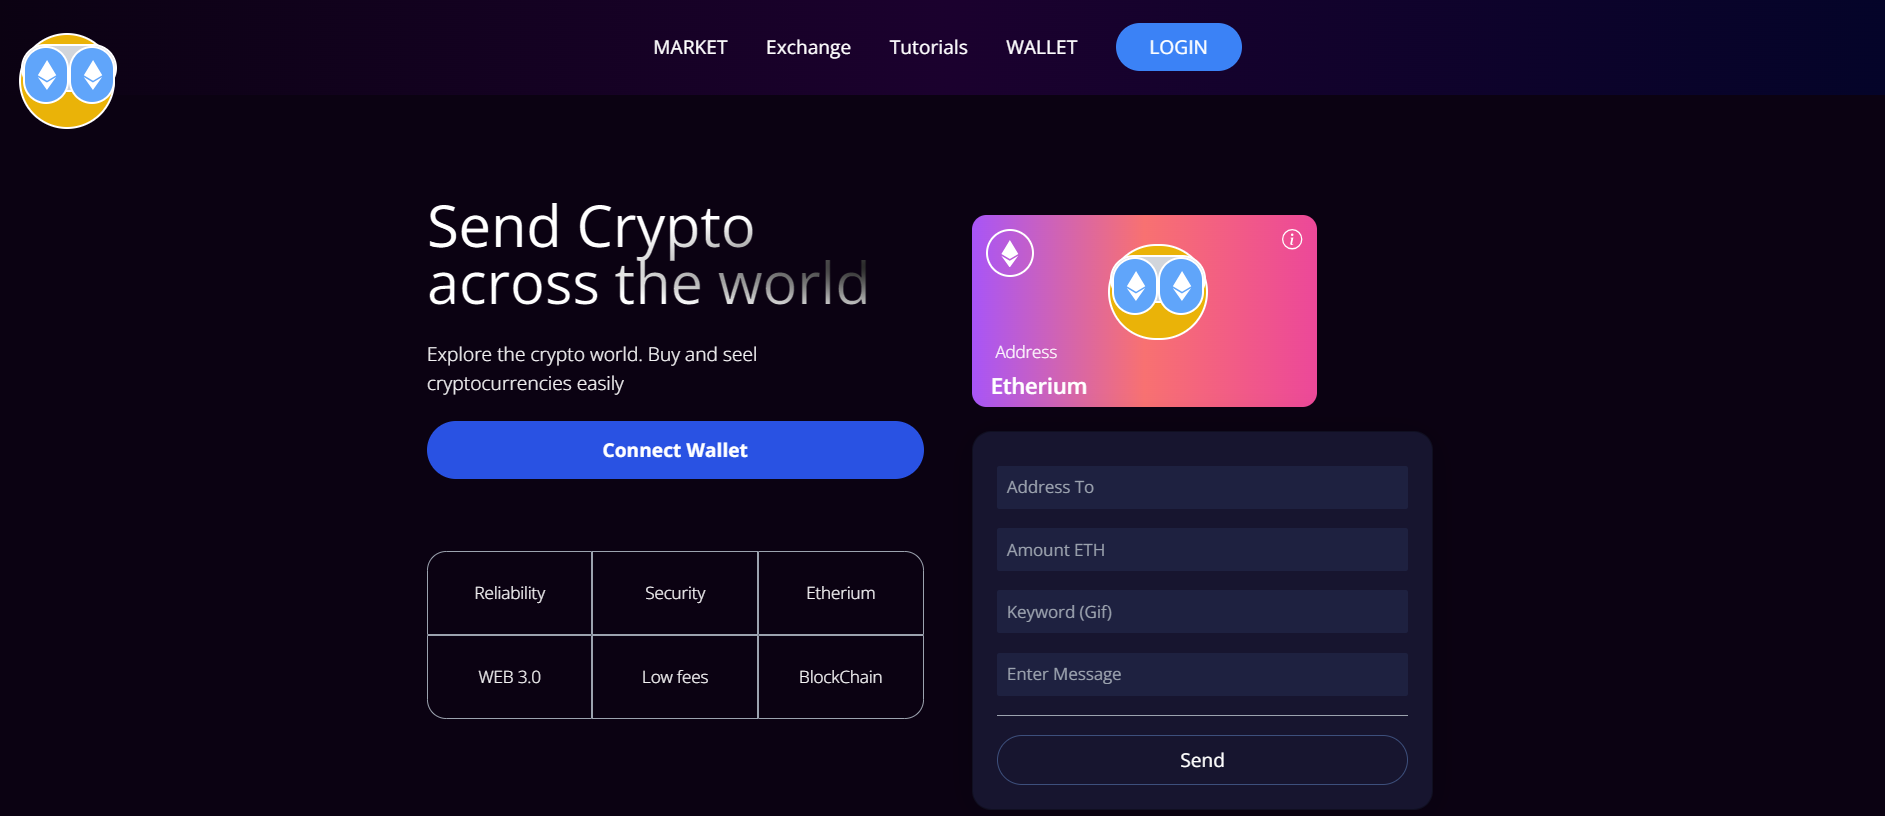 MARKET Exchange Tutorials WALLET LOGIN
Send Crypto
across the world
Explore the crypto world. Buy and seel
cryptocurrencies easily
Connect Wallet
Reliability Security Etherium
WEB 3.0 Low fees BlockChain
Address
Etherium
Address To
Amount ETH
Keyword (Gif)
Enter Message
Send